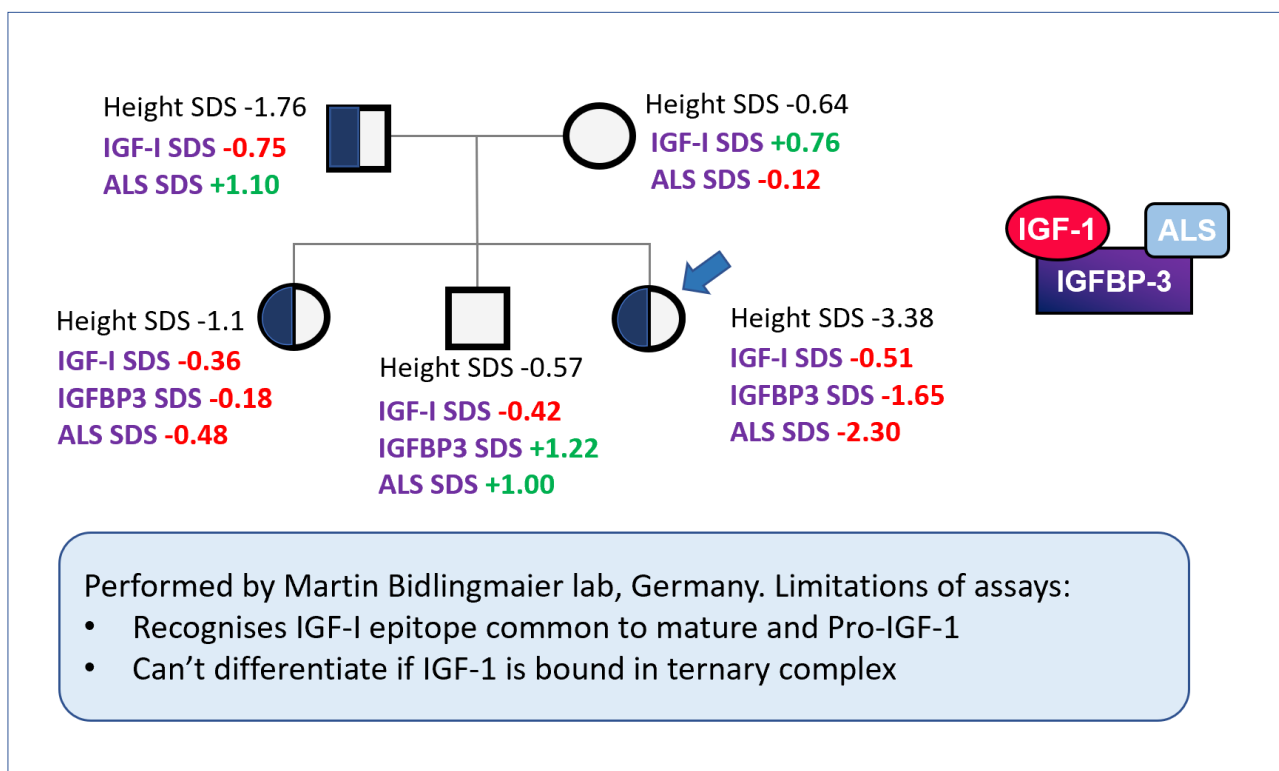 Height SDS -1.76
IGF-I SDS -0.75
ALS SDS +1.10
Height SDS -0.64
IGF-I SDS +0.76
ALS SDS -0.12
IGF-1
ALS
IGFBP-3
Height SDS -1.1
IGF-I SDS -0.36
IGFBP3 SDS -0.18
ALS SDS -0.48
Height SDS -0.57
IGF-I SDS -0.42
IGFBP3 SDS +1.22
ALS SDS +1.00
Height SDS -3.38
IGF-I SDS -0.51
IGFBP3 SDS -1.65
ALS SDS -2.30
Performed by Martin Bidlingmaier lab, Germany. Limitations of assays:
• Recognises IGF-I epitope common to mature and Pro-IGF-1
• Can’t differentiate if IGF-1 is bound in ternary complex